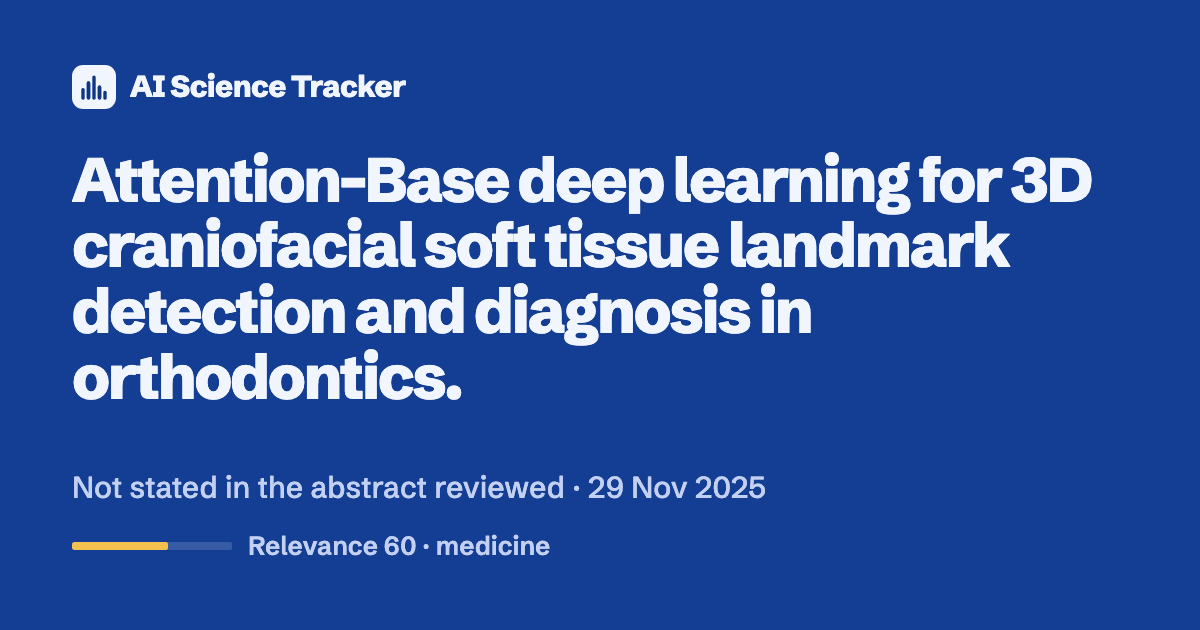 AI Science Tracker
Attention-Base deep learning for 3D
craniofacial soft tissue landmark
detection and diagnosis in
orthodontics.
Not stated in the abstract reviewed · 29 Nov 2025
Relevance 60 · medicine